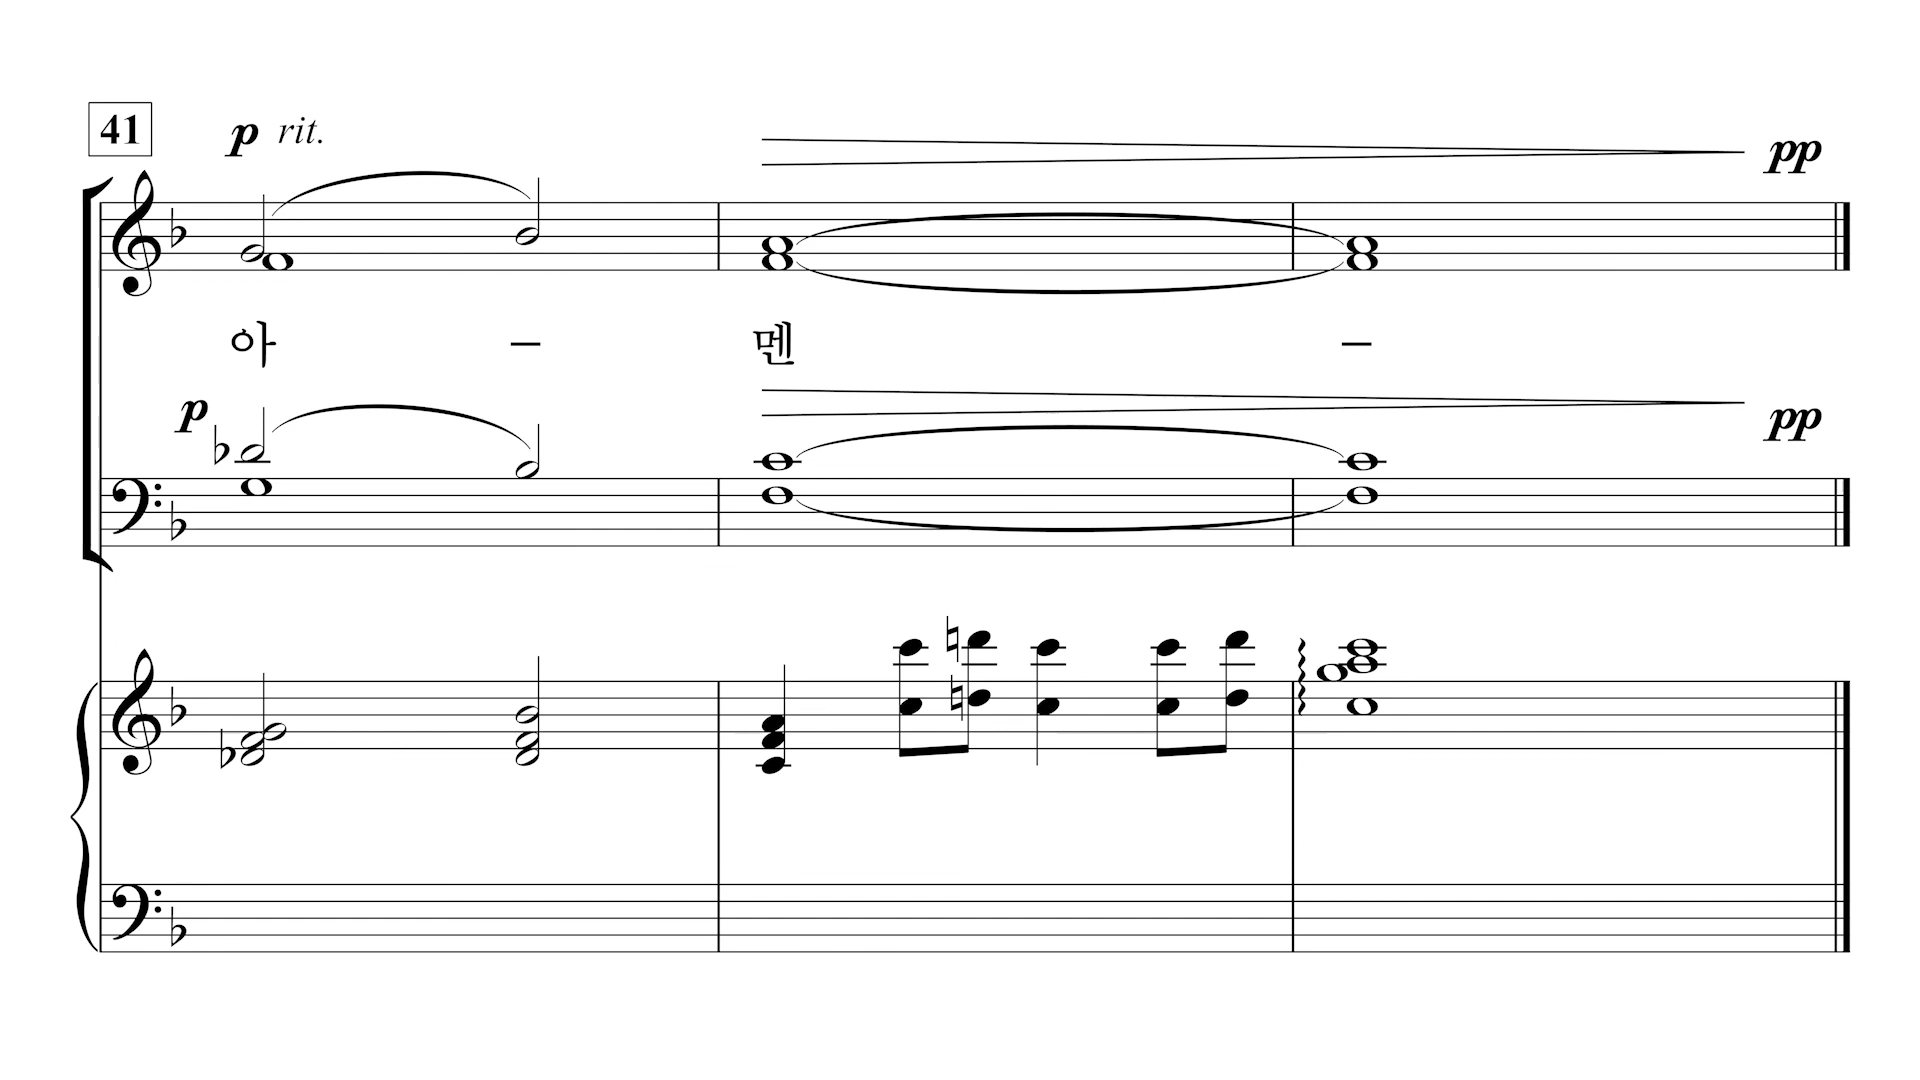 41
p rit.
pp
아 – 멘 –
p
pp